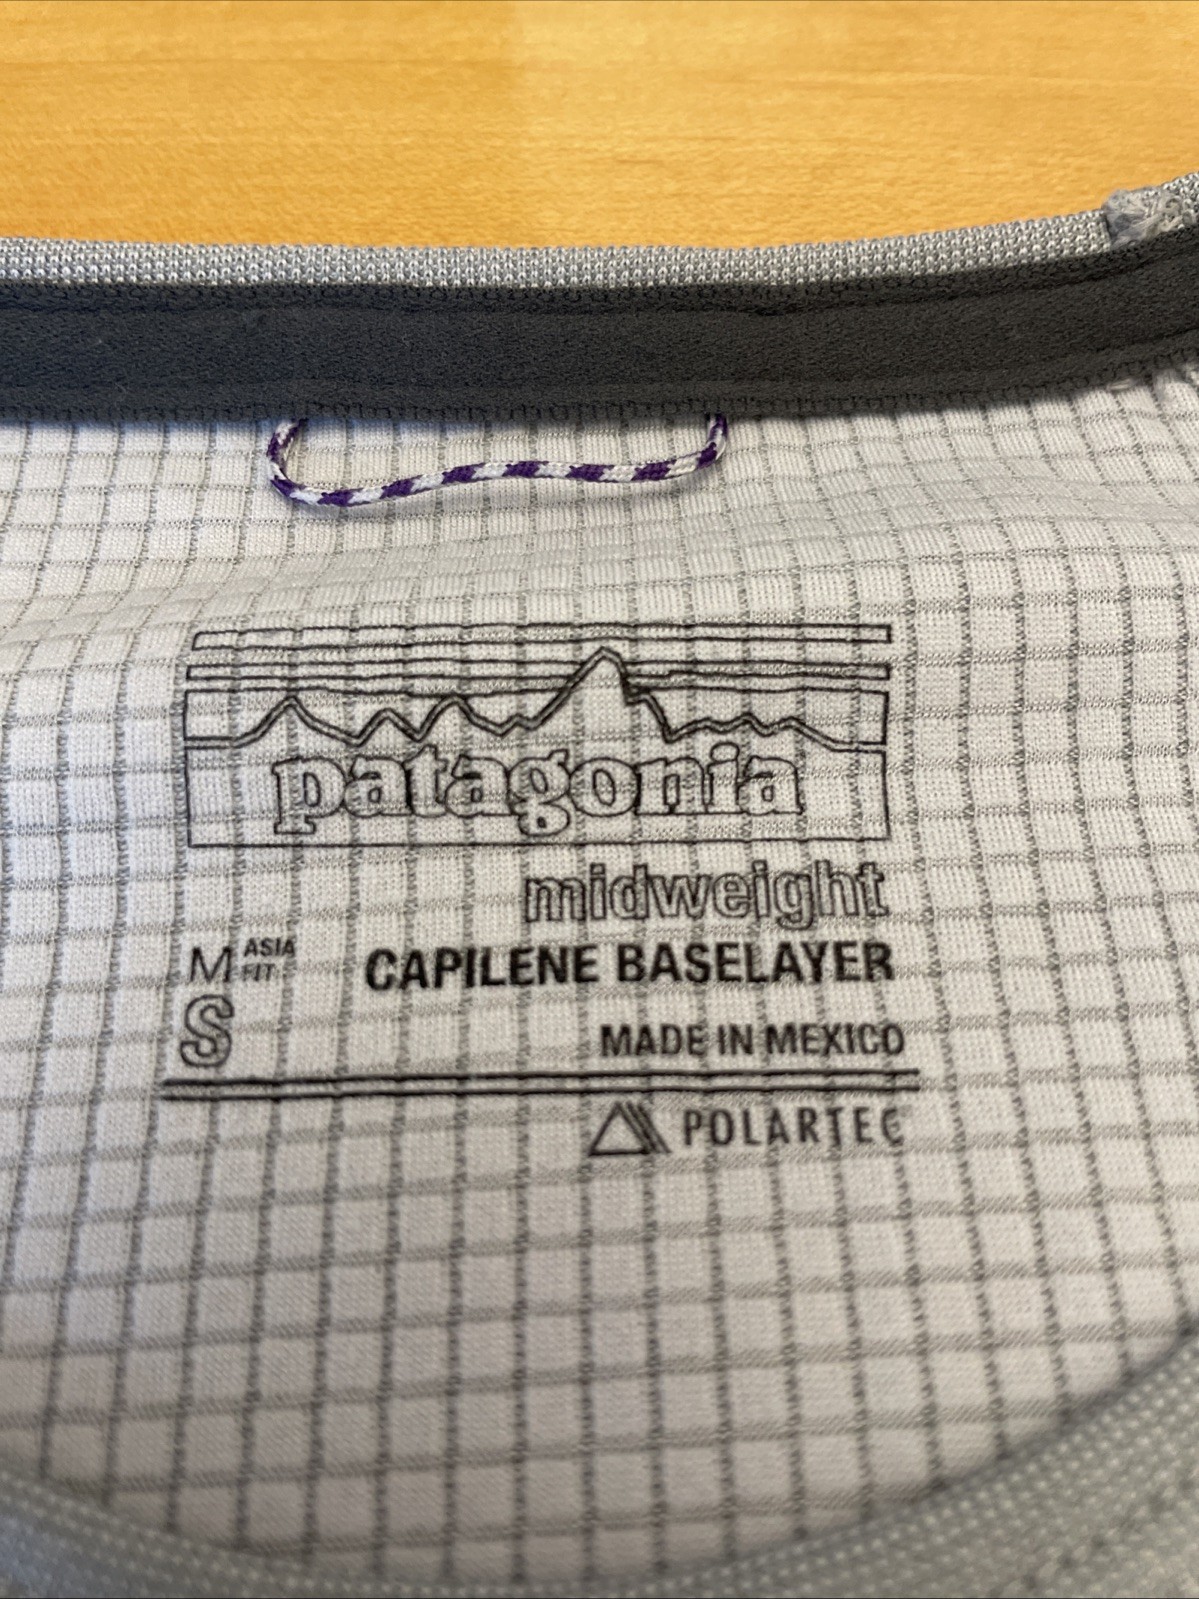 patagonia
midweight
M ASIA FIT CAPILENE BASELAYER
S MADE IN MEXICO
POLARTEC